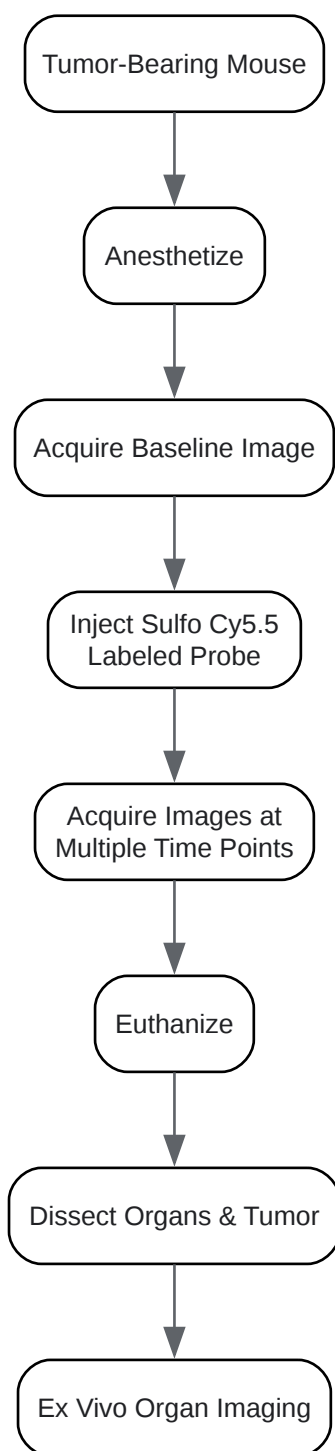 Tumor-Bearing Mouse
Anesthetize
Acquire Baseline Image
Inject Sulfo Cy5.5
Labeled Probe
Acquire Images at
Multiple Time Points
Euthanize
Dissect Organs & Tumor
Ex Vivo Organ Imaging